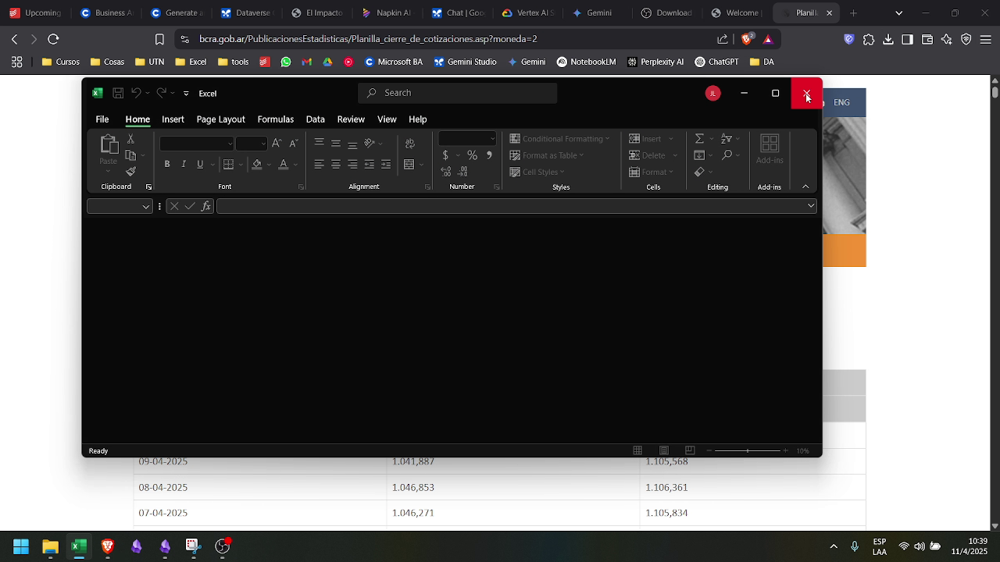 Upcoming
Business A
Generate a
Dataverse
El Impacto
Napkin AI
Chat | Goo
Vertex AI S
Gemini
Download
Welcome
Planilla
bcra.gob.ar/PublicacionesEstadisticas/Planilla_cierre_de_cotizaciones.asp?moneda=2
2
Cursos
Cosas
UTN
Excel
tools
Microsoft BA
Gemini Studio
Gemini
NotebookLM
Perplexity AI
ChatGPT
DA
Excel
Search
JL
ENG
File
Home
Insert
Page Layout
Formulas
Data
Review
View
Help
Paste
Clipboard
B I U
Font
Alignment
Number
Conditional Formatting
Format as Table
Cell Styles
Styles
Insert
Delete
Format
Cells
Editing
Add-ins
Add-ins
fx
Ready
10%
09-04-2025 1.041,887 1.105,568
08-04-2025 1.046,853 1.106,361
07-04-2025 1.046,271 1.105,834
ESP
LAA
10:39
11/4/2025